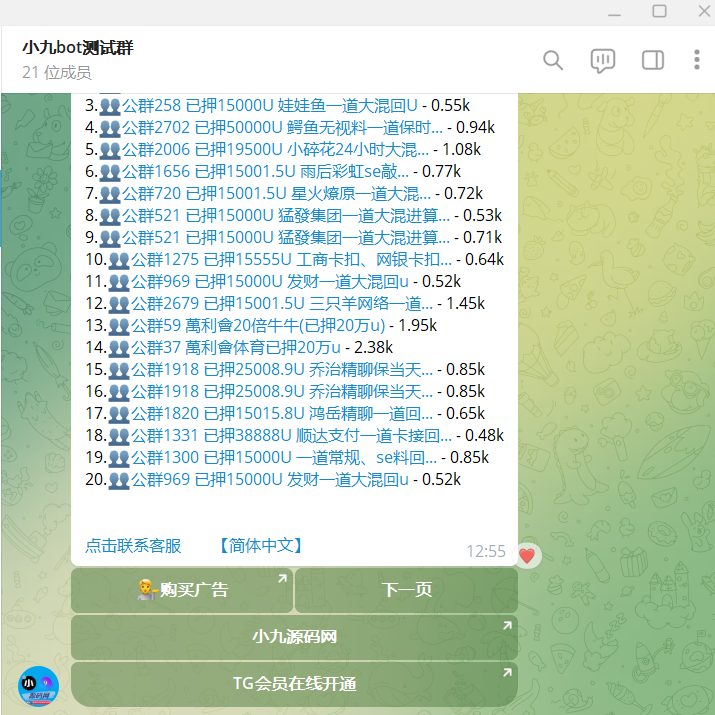 小九bot测试群
21 位成员
3.👥公群258 已押15000U 娃娃鱼一道大混回U - 0.55k
4.👥公群2702 已押50000U 鳄鱼无视料一道保时... - 0.94k
5.👥公群2006 已押19500U 小碎花24小时大混... - 1.08k
6.👥公群1656 已押15001.5U 雨后彩虹se敲... - 0.77k
7.👥公群720 已押15001.5U 星火燎原一道大混... - 0.72k
8.👥公群521 已押15000U 猛發集团一道大混进算... - 0.53k
9.👥公群521 已押15000U 猛發集团一道大混进算... - 0.71k
10.👥公群1275 已押15555U 工商卡扣、网银卡扣... - 0.64k
11.👥公群969 已押15000U 发财一道大混回u - 0.52k
12.👥公群2679 已押15001.5U 三只羊网络一道... - 1.45k
13.👥公群59 萬利會20倍牛牛(已押20万u) - 1.95k
14.👥公群37 萬利會体育已押20万u - 2.38k
15.👥公群1918 已押25008.9U 乔治精聊保当天... - 0.85k
16.👥公群1918 已押25008.9U 乔治精聊保当天... - 0.85k
17.👥公群1820 已押15015.8U 鸿岳精聊一道回... - 0.65k
18.👥公群1331 已押38888U 顺达支付一道卡接回... - 0.48k
19.👥公群1300 已押15000U 一道常规、se料回... - 0.85k
20.👥公群969 已押15000U 发财一道大混回u - 0.52k
点击联系客服 【简体中文】
12:55
购买广告 下一页
小九源码网
TG会员在线开通
小 9
源码网